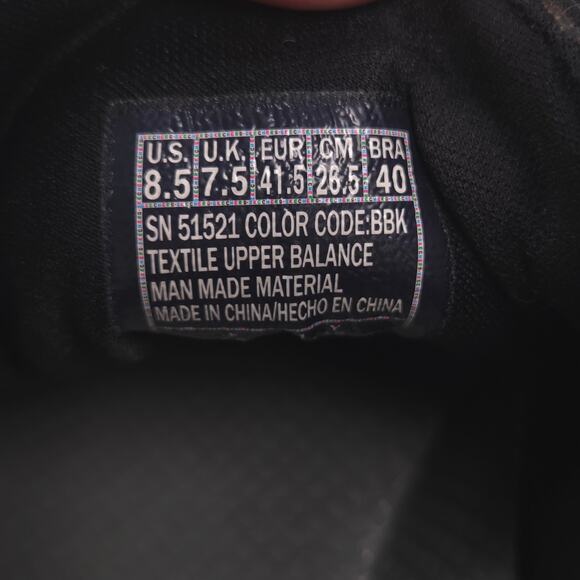 U.S. U.K. EUR CM BRA
8.5 7.5 41.5 26.5 40
SN 51521 COLOR CODE:BBK
TEXTILE UPPER BALANCE
MAN MADE MATERIAL
MADE IN CHINA/HECHO EN CHINA